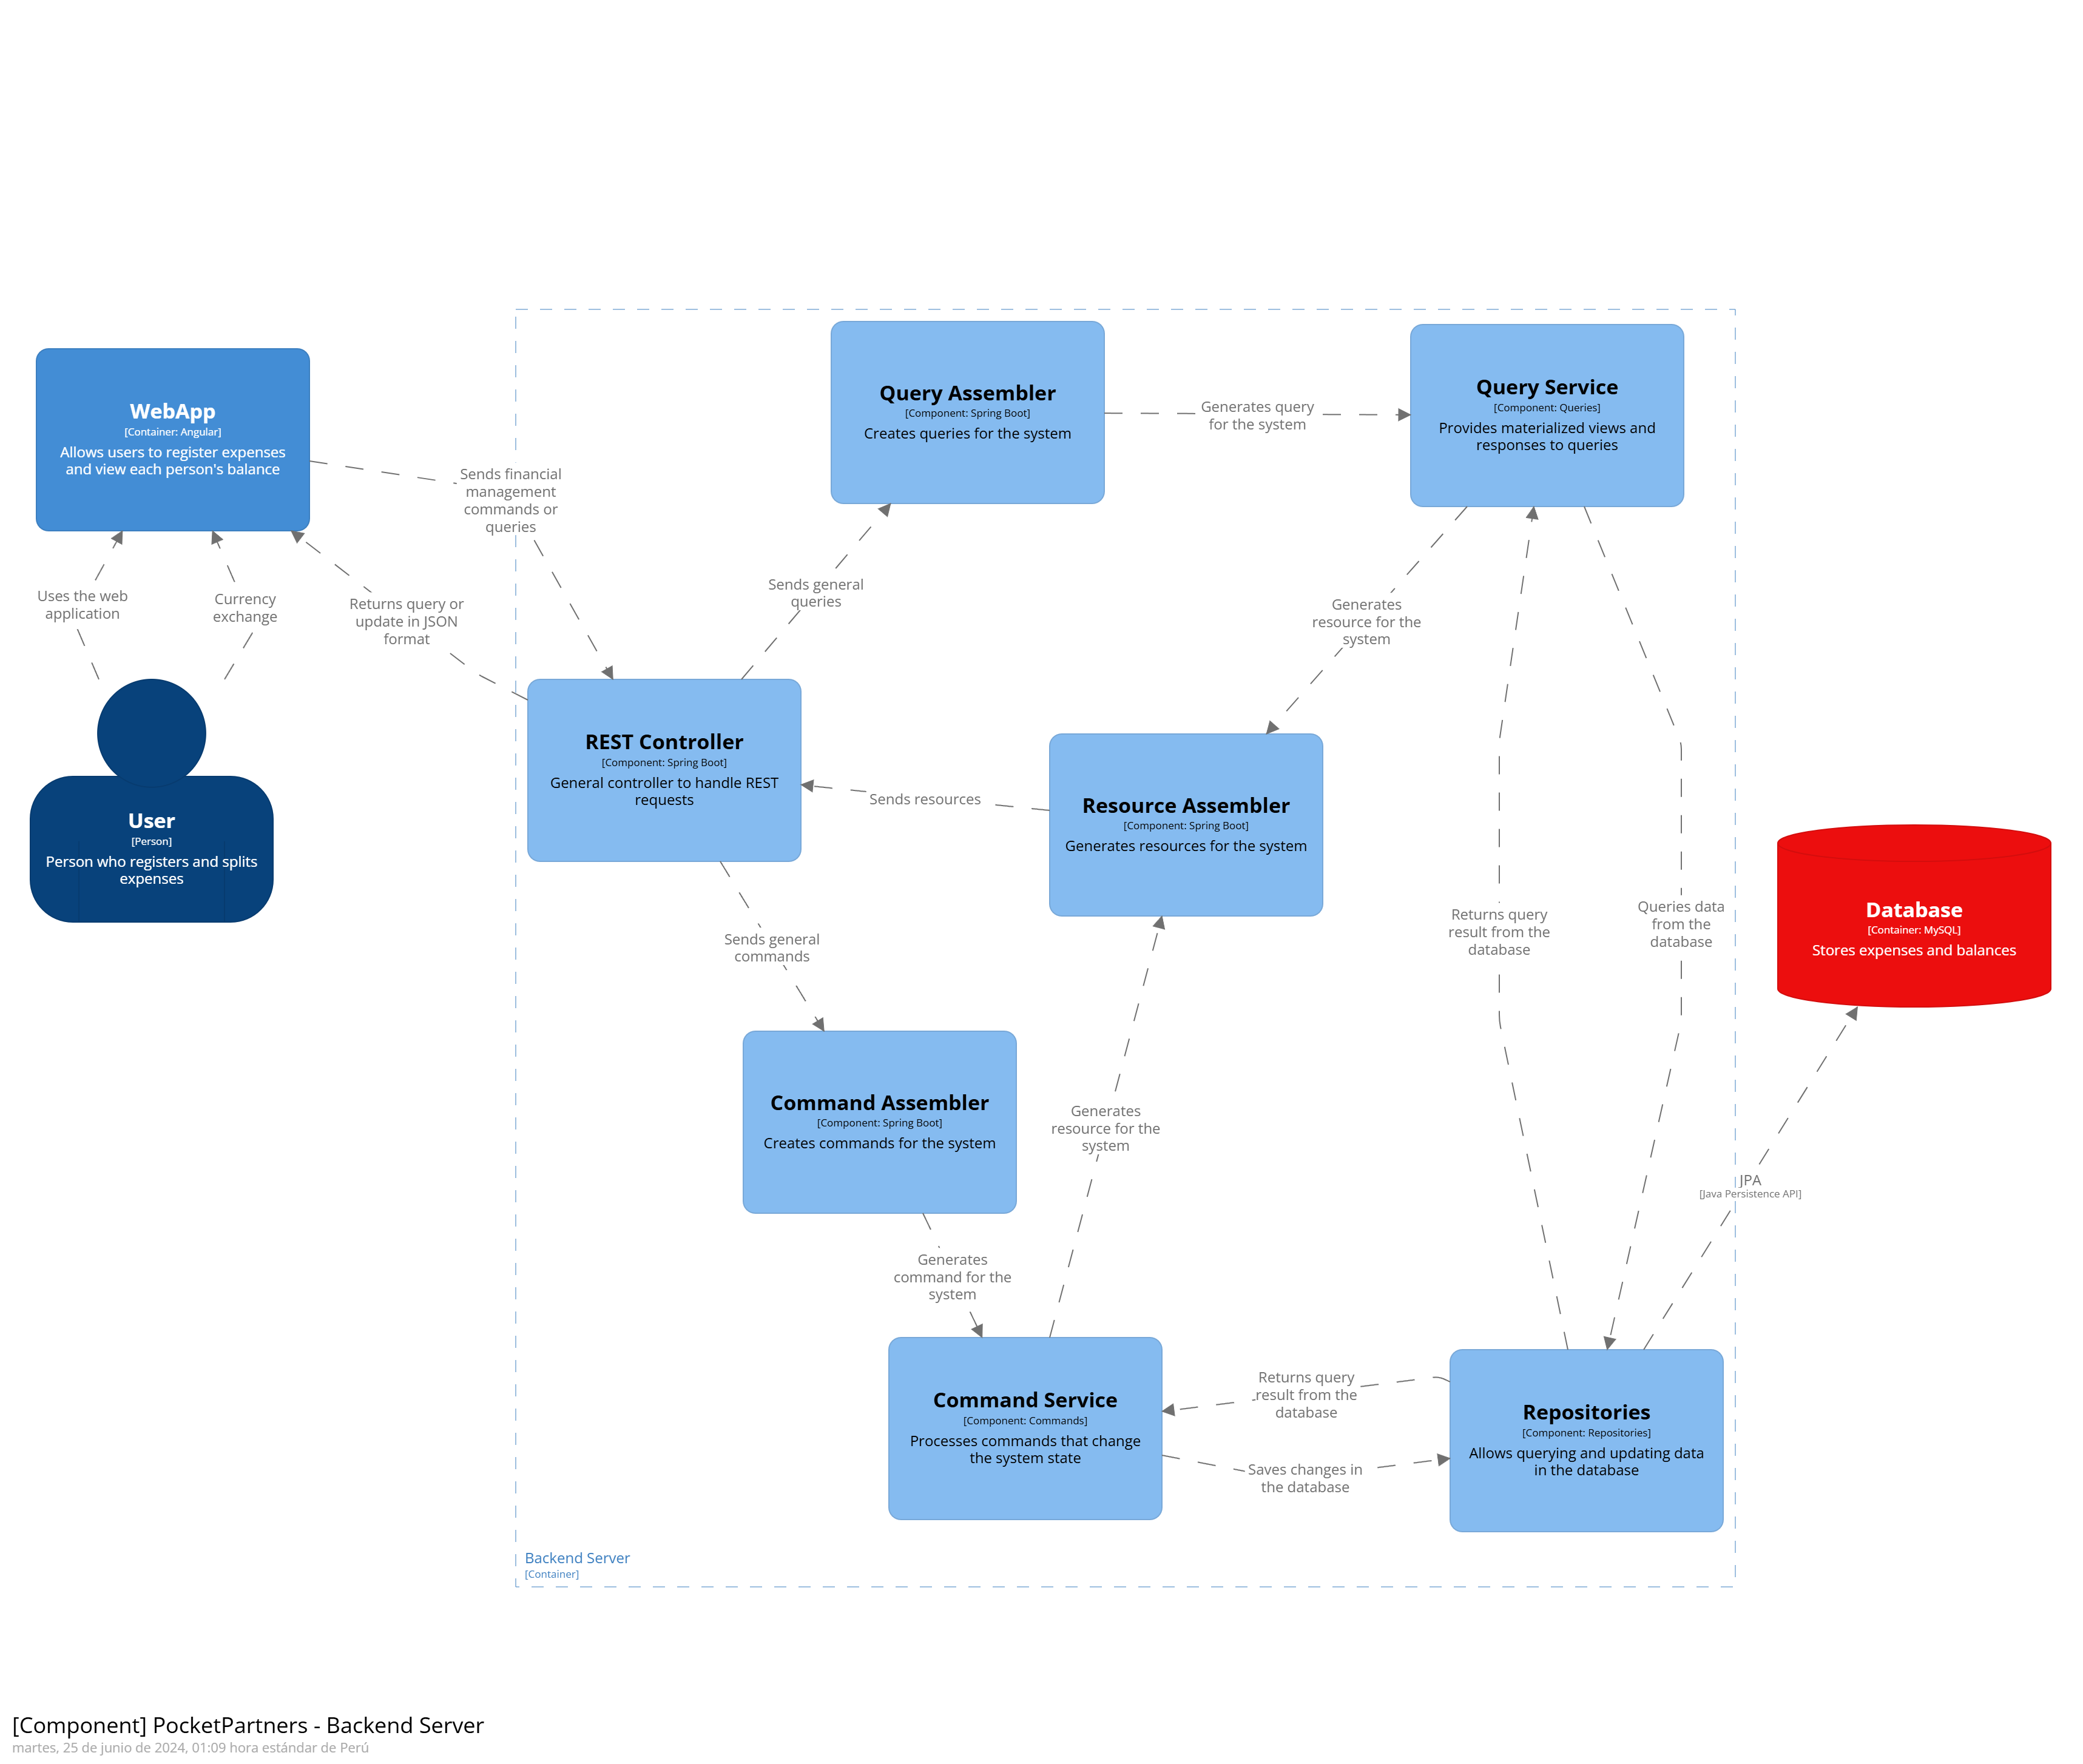 Query Assembler
[Component: Spring Boot]
Creates queries for the system
Generates query
for the system
Query Service
[Component: Queries]
Provides materialized views and
responses to queries
WebApp
[Container: Angular]
Allows users to register expenses
and view each person's balance
Sends financial
management
commands or
queries
Uses the web
application
Currency
exchange
Returns query or
update in JSON
format
Sends general
queries
Generates
resource for the
system
REST Controller
[Component: Spring Boot]
General controller to handle REST
requests
Sends resources
Resource Assembler
[Component: Spring Boot]
Generates resources for the system
User
[Person]
Person who registers and splits
expenses
Returns query
result from the
database
Queries data
from the
database
Database
[Container: MySQL]
Stores expenses and balances
Sends general
commands
Command Assembler
[Component: Spring Boot]
Creates commands for the system
Generates
resource for the
system
JPA
[Java Persistence API]
Generates
command for the
system
Command Service
[Component: Commands]
Processes commands that change
the system state
Returns query
result from the
database
Saves changes in
the database
Repositories
[Component: Repositories]
Allows querying and updating data
in the database
Backend Server
[Container]
[Component] PocketPartners - Backend Server
martes, 25 de junio de 2024, 01:09 hora estándar de Perú